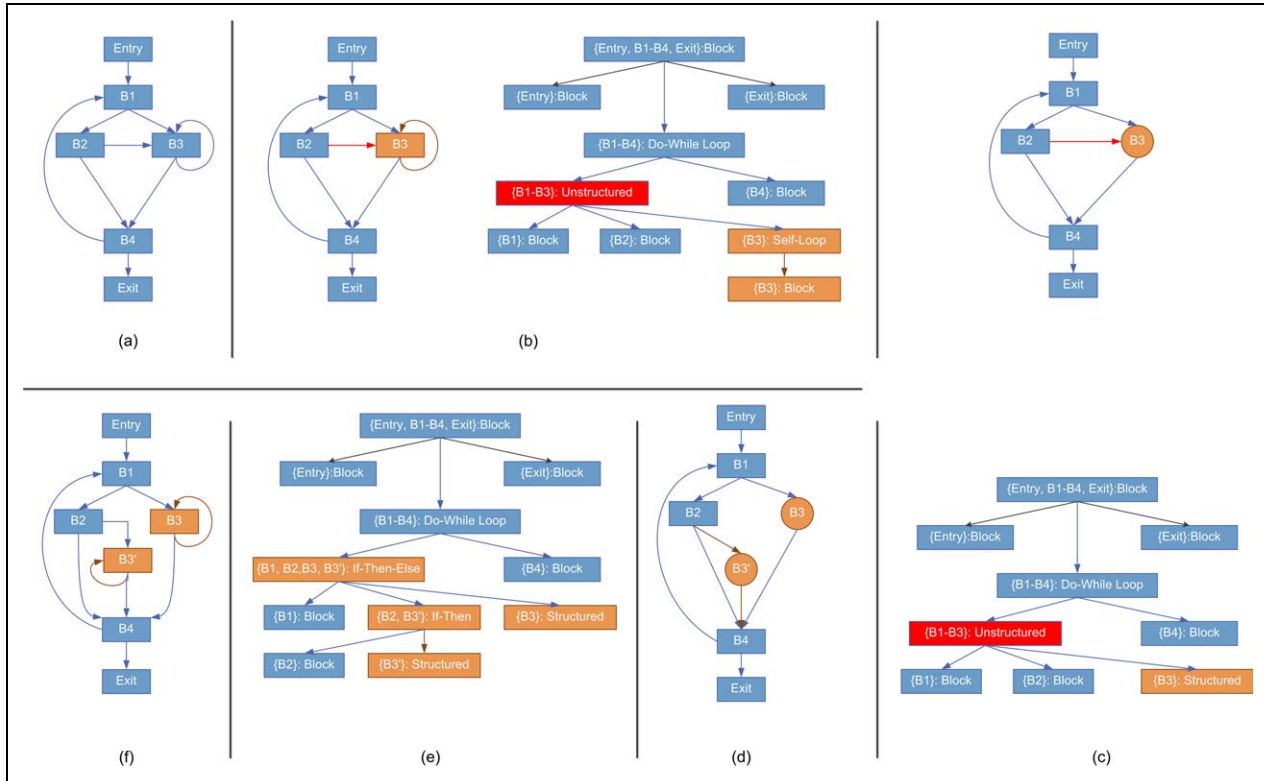 Entry
B1
B2
B3
B4
Exit
(a)
Entry
B1
B2
B3
B4
Exit
{Entry, B1-B4, Exit}:Block
{Entry}:Block
{Exit}:Block
{B1-B4}: Do-While Loop
{B1-B3}: Unstructured
{B4}: Block
{B1}: Block
{B2}: Block
{B3}: Self-Loop
{B3}: Block
(b)
Entry
B1
B2
B3
B4
Exit
Entry
B1
B2
B3
B3'
B4
Exit
(f)
{Entry, B1-B4, Exit}:Block
{Entry}:Block
{Exit}:Block
{B1-B4}: Do-While Loop
{B1, B2,B3, B3'}: If-Then-Else
{B4}: Block
{B1}: Block
{B2, B3'}: If-Then
{B3}: Structured
{B2}: Block
{B3'}: Structured
(e)
Entry
B1
B2
B3
B3'
B4
Exit
(d)
{Entry, B1-B4, Exit}:Block
{Entry}:Block
{Exit}:Block
{B1-B4}: Do-While Loop
{B1-B3}: Unstructured
{B4}: Block
{B1}: Block
{B2}: Block
{B3}: Structured
(c)